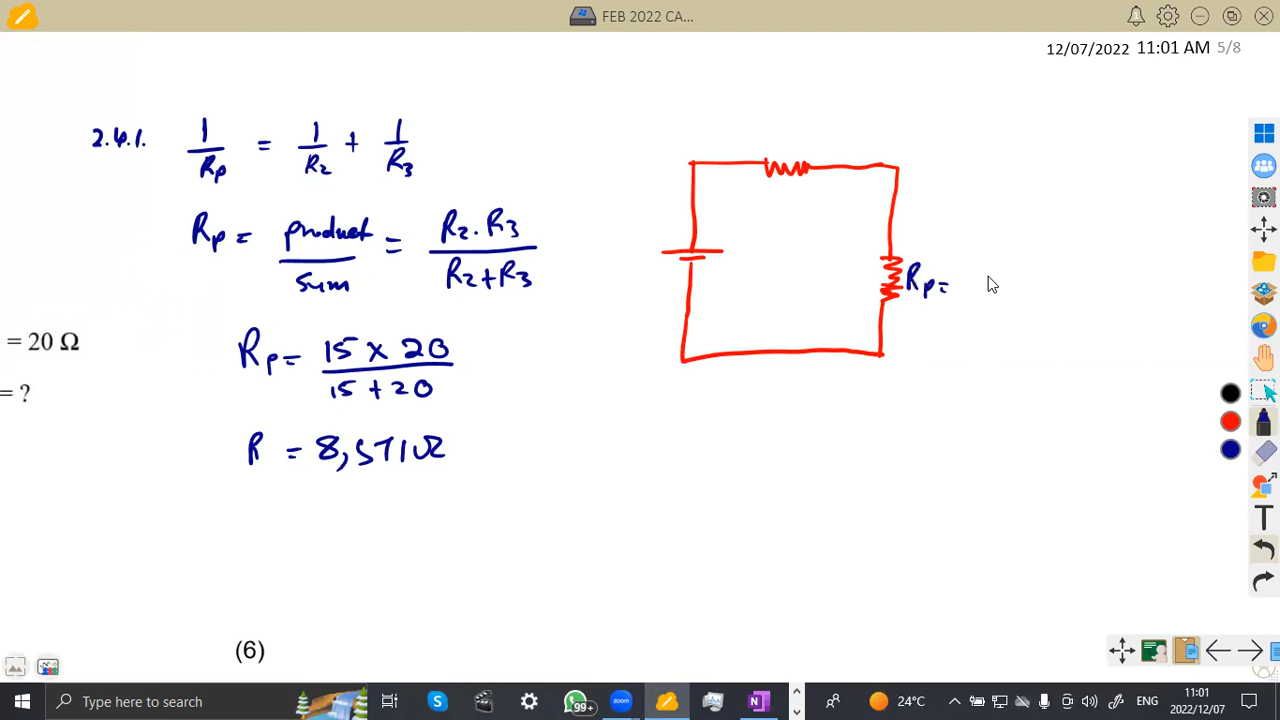 FEB 2022 CA...
12/07/2022 11:01 AM 5/8
2.4.1. 1/Rp = 1/R2 + 1/R3
Rp = product/sum = R2.R3/R2+R3
Rp =
= 20 Ω
Rp = 15 x 20/15 + 20
= ?
R = 8,571Ω
(6)
T
Type here to search
99+
zoom
24°C
ENG
11:01
2022/12/07